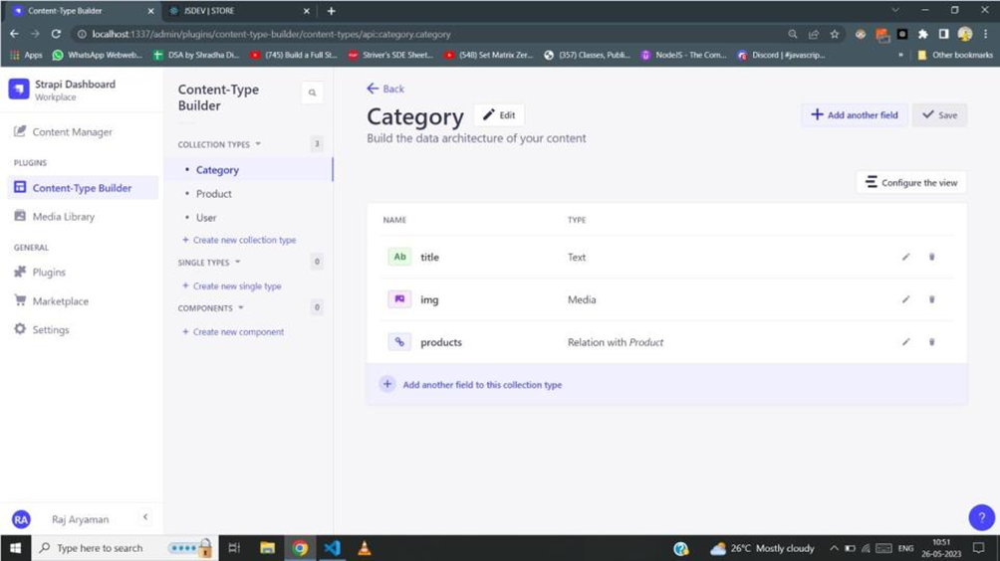 Content-Type Builder
JSDEV | STORE
localhost:1337/admin/plugins/content-type-builder/content-types/api:category.category
Apps
WhatsApp Webweb...
DSA by Shradha Di...
(745) Build a Full St...
Striver's SDE Sheet...
(548) Set Matrix Zer...
(357) Classes, Publi...
NodeJS - The Com...
Discord | #javascrip...
»
Other bookmarks
Strapi Dashboard
Workplace
Content Manager
PLUGINS
Content-Type Builder
Media Library
GENERAL
Plugins
Marketplace
Settings
RA
Raj Aryaman
Content-Type
Builder
COLLECTION TYPES 3
• Category
• Product
• User
+ Create new collection type
SINGLE TYPES 0
+ Create new single type
COMPONENTS 0
+ Create new component
Back
Category
Edit
Build the data architecture of your content
+ Add another field
Save
Configure the view
NAME TYPE
Ab title Text
img Media
products Relation with Product
+ Add another field to this collection type
?
Type here to search
26°C Mostly cloudy
ENG
10:51
26-05-2023